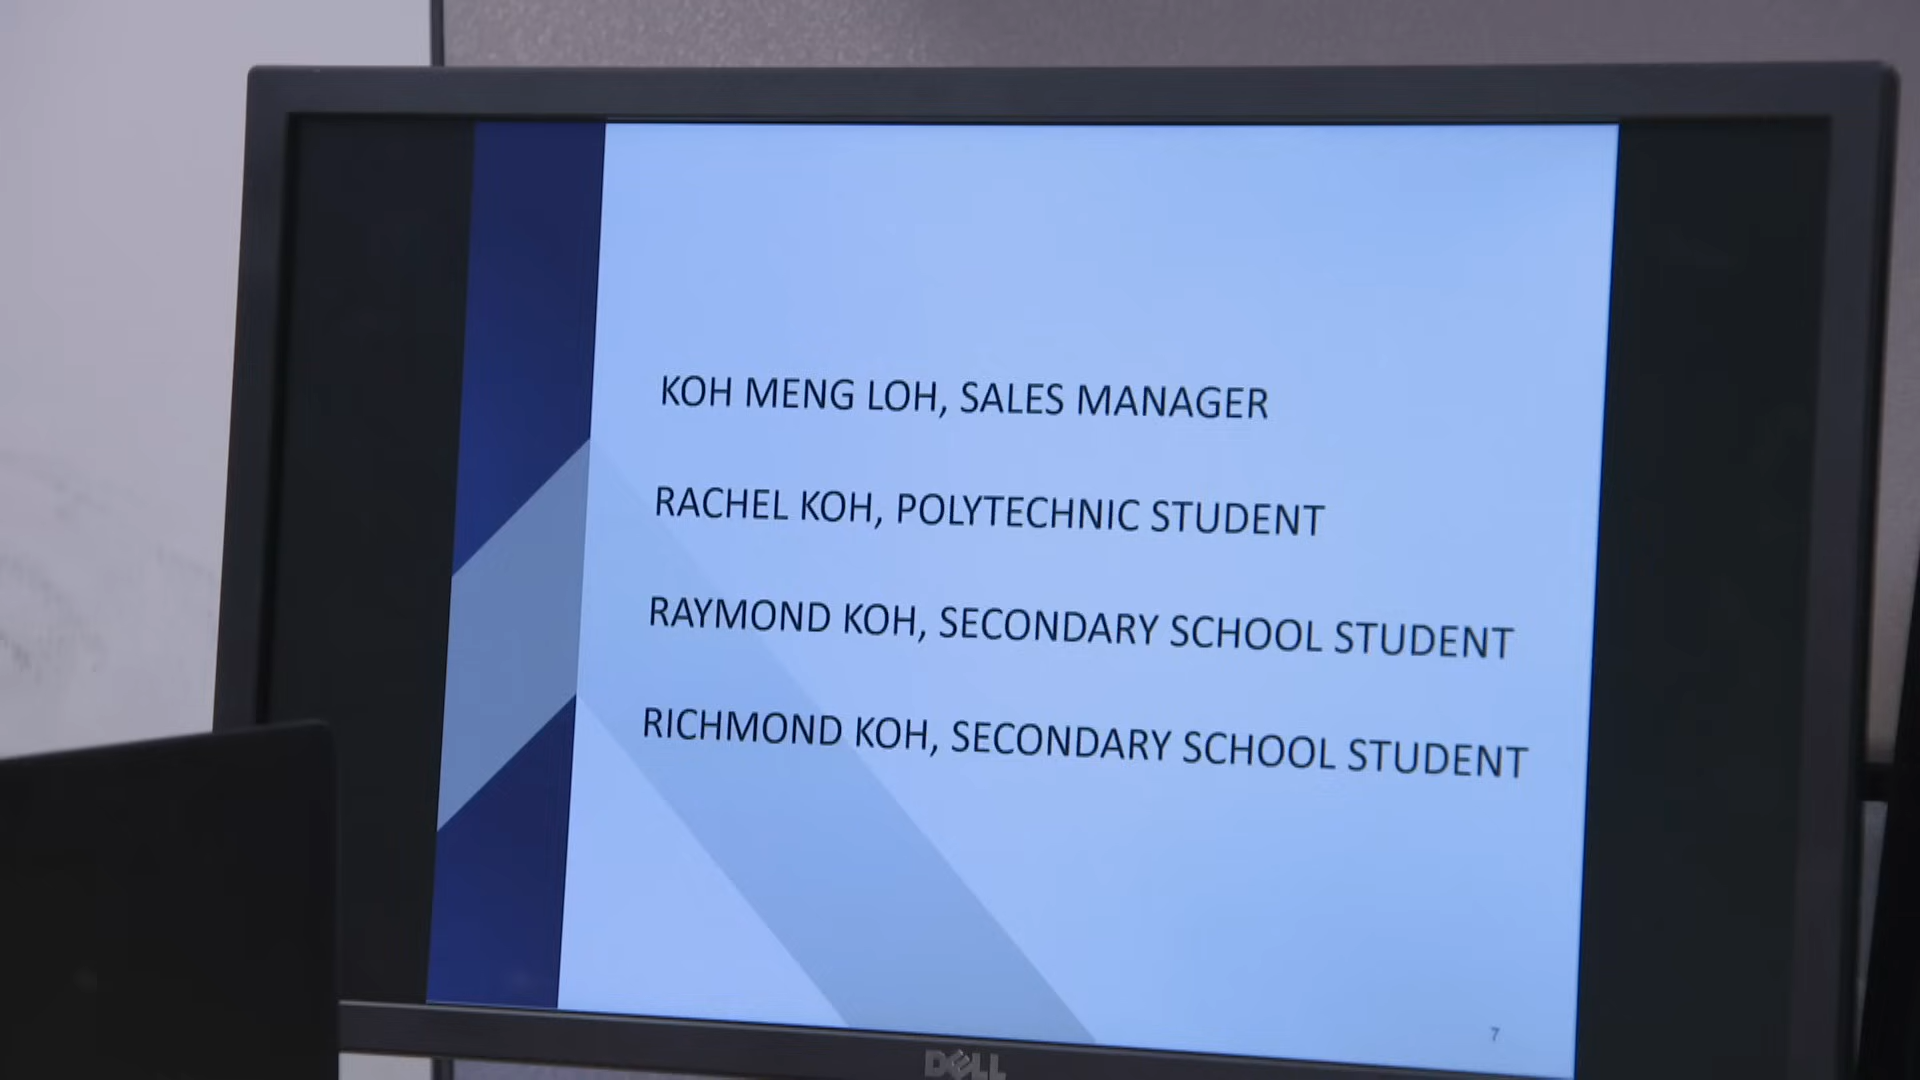 KOH MENG LOH, SALES MANAGER
RACHEL KOH, POLYTECHNIC STUDENT
RAYMOND KOH, SECONDARY SCHOOL STUDENT
RICHMOND KOH, SECONDARY SCHOOL STUDENT
7
DELL